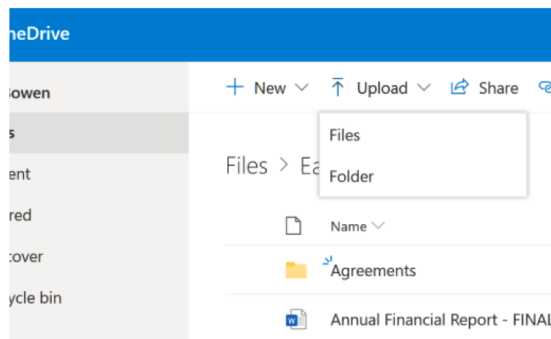 neDrive
owen
+ New Upload Share
s
Files
Files > Ea
ent
Folder
red
Name
cover
Agreements
ycle bin
Annual Financial Report - FINAL